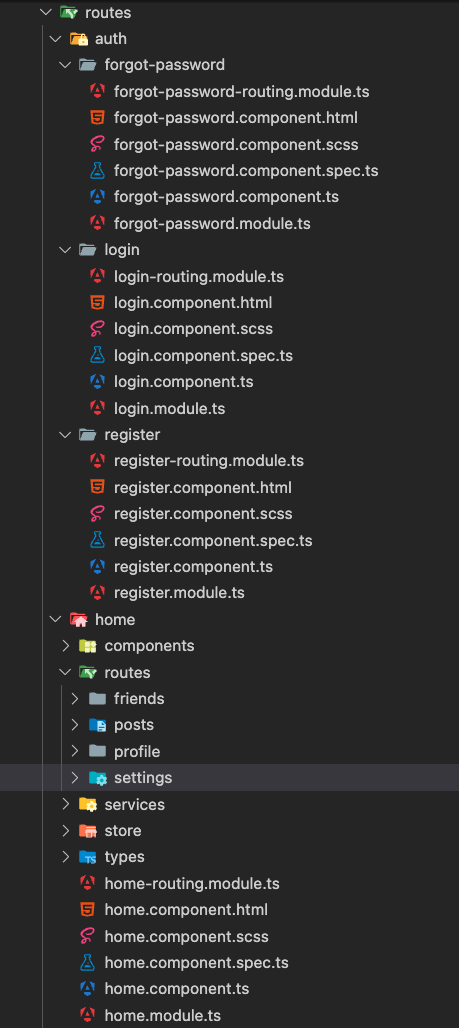 routes
auth
forgot-password
forgot-password-routing.module.ts
forgot-password.component.html
forgot-password.component.scss
forgot-password.component.spec.ts
forgot-password.component.ts
forgot-password.module.ts
login
login-routing.module.ts
login.component.html
login.component.scss
login.component.spec.ts
login.component.ts
login.module.ts
register
register-routing.module.ts
register.component.html
register.component.scss
register.component.spec.ts
register.component.ts
register.module.ts
home
components
routes
friends
posts
profile
settings
services
store
types
home-routing.module.ts
home.component.html
home.component.scss
home.component.spec.ts
home.component.ts
home.module.ts